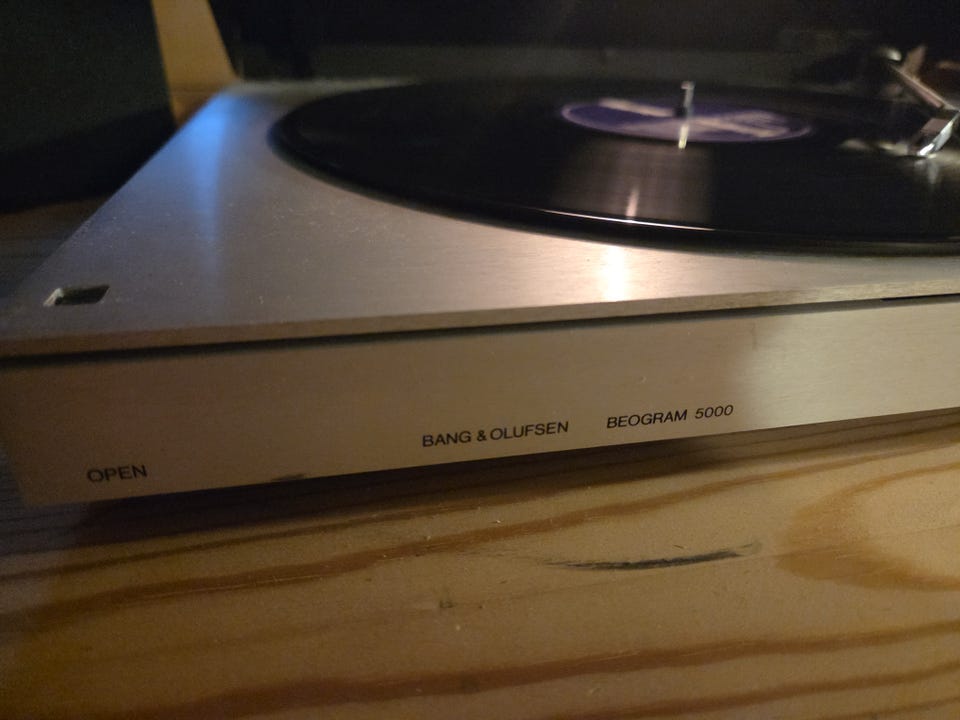 BANG & OLUFSEN BEOGRAM 5000
OPEN